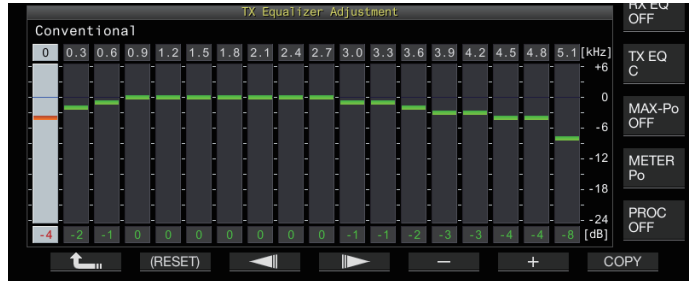 TX Equalizer Adjustment
Conventional
0 0.3 0.6 0.9 1.2 1.5 1.8 2.1 2.4 2.7 3.0 3.3 3.6 3.9 4.2 4.5 4.8 5.1 [kHz]
+6
0
-6
-12
-18
-24
-4 -2 -1 0 0 0 0 0 0 0 -1 -1 -2 -3 -3 -4 -4 -8 [dB]
RX EQ
OFF
TX EQ
C
MAX-Po
OFF
METER
Po
PROC
OFF
(RESET) − + COPY